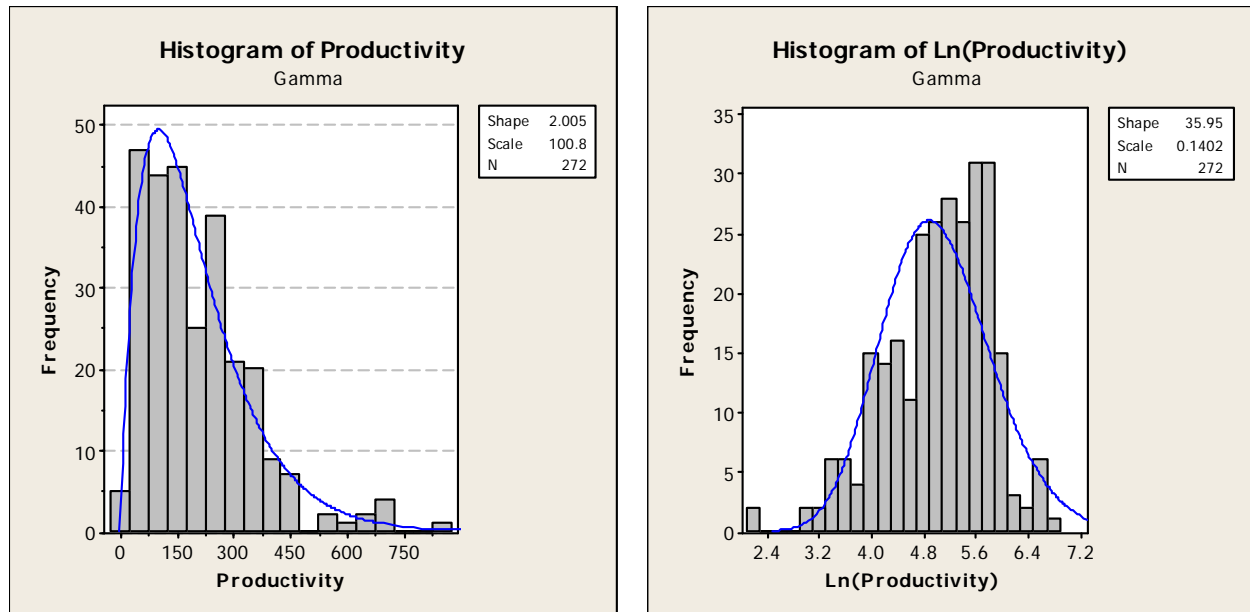 Histogram of Productivity
Gamma
Shape 2.005
Scale 100.8
N 272
50
40
30
20
10
0
Frequency
0 150 300 450 600 750
Productivity
Histogram of Ln(Productivity)
Gamma
Shape 35.95
Scale 0.1402
N 272
35
30
25
20
15
10
5
0
Frequency
2.4 3.2 4.0 4.8 5.6 6.4 7.2
Ln(Productivity)